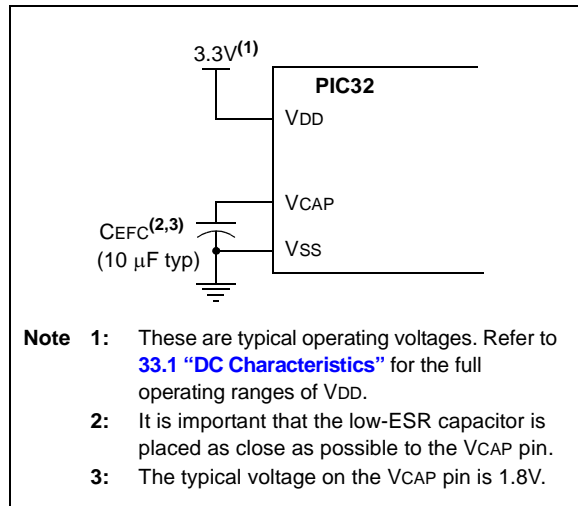 3.3V(1)
PIC32
VDD
VCAP
CEFC(2,3)
(10 μF typ)
VSS
Note 1: These are typical operating voltages. Refer to
33.1 “DC Characteristics” for the full
operating ranges of VDD.
2: It is important that the low-ESR capacitor is
placed as close as possible to the VCAP pin.
3: The typical voltage on the VCAP pin is 1.8V.